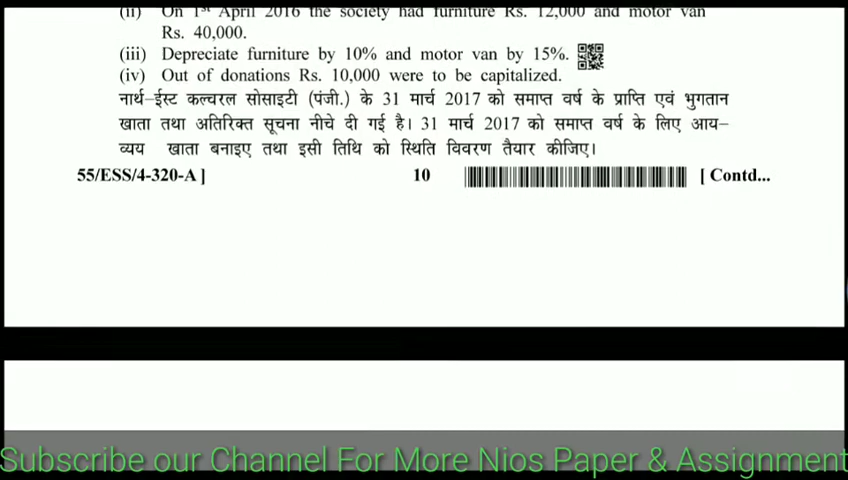 (ii) On 1st April 2016 the society had furniture Rs. 12,000 and motor van
Rs. 40,000.
(iii) Depreciate furniture by 10% and motor van by 15%.
(iv) Out of donations Rs. 10,000 were to be capitalized.
नार्थ–ईस्ट कल्चरल सोसाइटी (पंजी.) के 31 मार्च 2017 को समाप्त वर्ष के प्राप्ति एवं भुगतान
खाता तथा अतिरिक्त सूचना नीचे दी गई है। 31 मार्च 2017 को समाप्त वर्ष के लिए आय–
व्यय खाता बनाइए तथा इसी तिथि को स्थिति विवरण तैयार कीजिए।
55/ESS/4-320-A ] 10 [ Contd...
Subscribe our Channel For More Nios Paper & Assignment